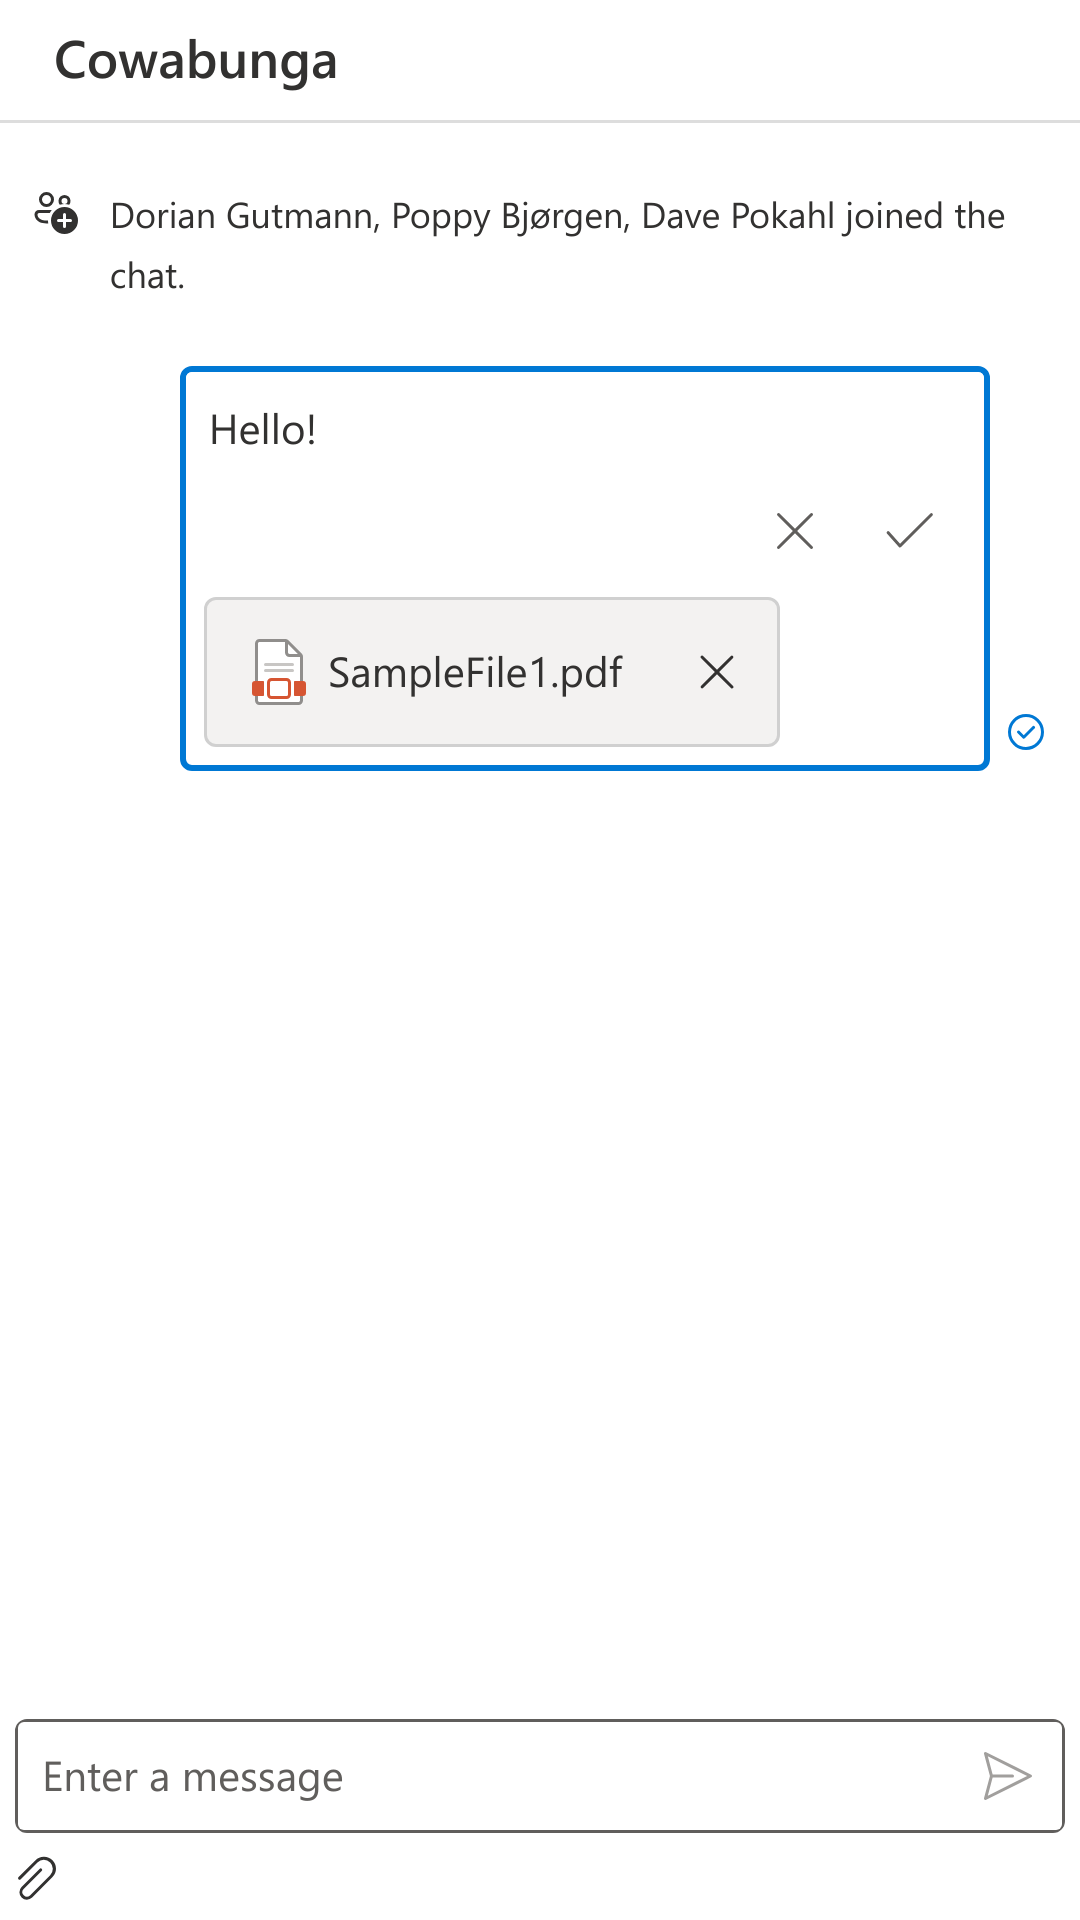 Cowabunga
Dorian Gutmann, Poppy Bjørgen, Dave Pokahl joined the
chat.
Hello!
SampleFile1.pdf
Enter a message